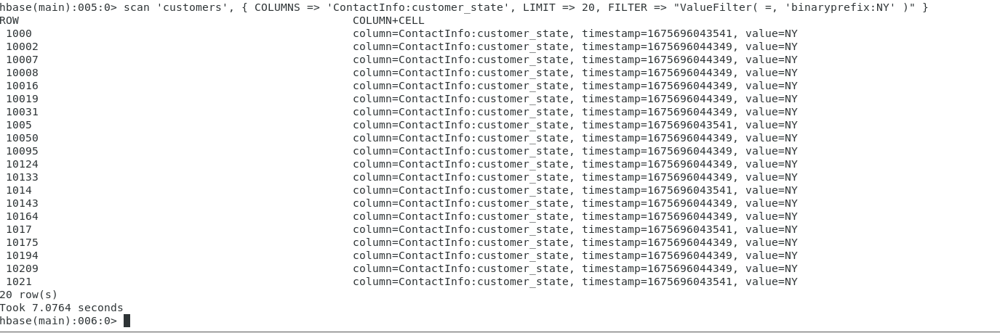 hbase(main):005:0> scan 'customers', { COLUMNS => 'ContactInfo:customer_state', LIMIT => 20, FILTER => "ValueFilter( =, 'binaryprefix:NY' )" }
ROW COLUMN+CELL
1000 column=ContactInfo:customer_state, timestamp=1675696043541, value=NY
10002 column=ContactInfo:customer_state, timestamp=1675696044349, value=NY
10007 column=ContactInfo:customer_state, timestamp=1675696044349, value=NY
10008 column=ContactInfo:customer_state, timestamp=1675696044349, value=NY
10016 column=ContactInfo:customer_state, timestamp=1675696044349, value=NY
10019 column=ContactInfo:customer_state, timestamp=1675696044349, value=NY
10031 column=ContactInfo:customer_state, timestamp=1675696044349, value=NY
1005 column=ContactInfo:customer_state, timestamp=1675696043541, value=NY
10050 column=ContactInfo:customer_state, timestamp=1675696044349, value=NY
10095 column=ContactInfo:customer_state, timestamp=1675696044349, value=NY
10124 column=ContactInfo:customer_state, timestamp=1675696044349, value=NY
10133 column=ContactInfo:customer_state, timestamp=1675696044349, value=NY
1014 column=ContactInfo:customer_state, timestamp=1675696043541, value=NY
10143 column=ContactInfo:customer_state, timestamp=1675696044349, value=NY
10164 column=ContactInfo:customer_state, timestamp=1675696044349, value=NY
1017 column=ContactInfo:customer_state, timestamp=1675696043541, value=NY
10175 column=ContactInfo:customer_state, timestamp=1675696044349, value=NY
10194 column=ContactInfo:customer_state, timestamp=1675696044349, value=NY
10209 column=ContactInfo:customer_state, timestamp=1675696044349, value=NY
1021 column=ContactInfo:customer_state, timestamp=1675696043541, value=NY
20 row(s)
Took 7.0764 seconds
hbase(main):006:0>